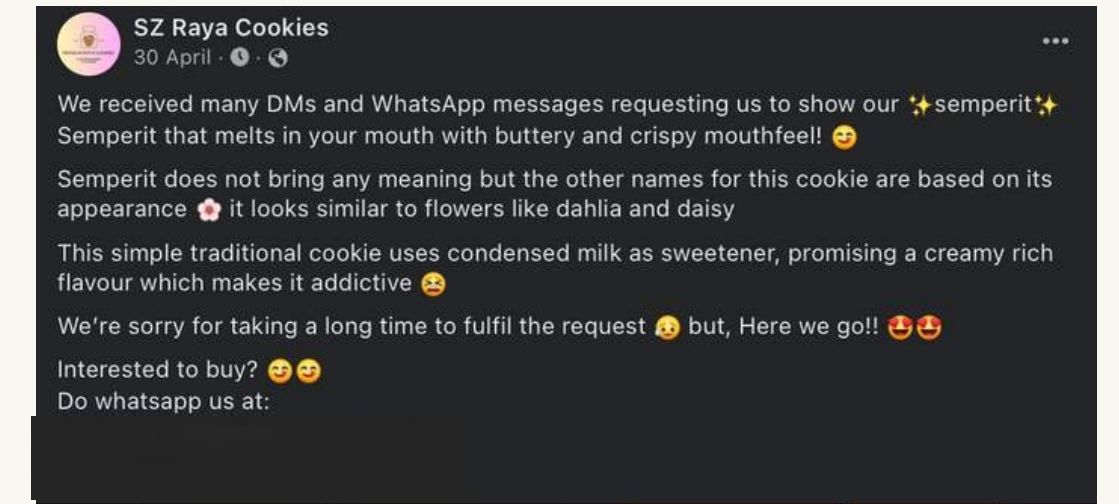 SZ Raya Cookies
30 April ·
We received many DMs and WhatsApp messages requesting us to show our ✨semperit✨
Semperit that melts in your mouth with buttery and crispy mouthfeel! 😋
Semperit does not bring any meaning but the other names for this cookie are based on its
appearance 🌸 it looks similar to flowers like dahlia and daisy
This simple traditional cookie uses condensed milk as sweetener, promising a creamy rich
flavour which makes it addictive 😫
We're sorry for taking a long time to fulfil the request 😥 but, Here we go!! 🤩🤩
Interested to buy? 😋😋
Do whatsapp us at: